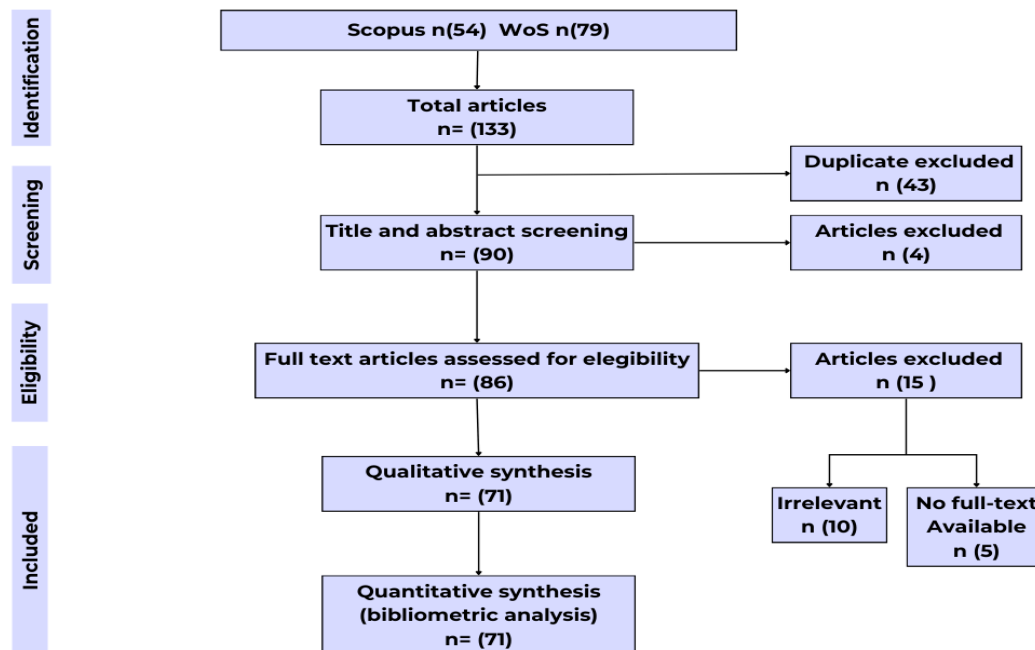 Identification
Scopus n(54) WoS n(79)
Total articles
n= (133)
Screening
Duplicate excluded
n (43)
Title and abstract screening
n= (90)
Articles excluded
n (4)
Eligibility
Full text articles assessed for elegibility
n= (86)
Articles excluded
n (15 )
Included
Qualitative synthesis
n= (71)
Irrelevant
n (10)
No full-text
Available
n (5)
Quantitative synthesis
(bibliometric analysis)
n= (71)